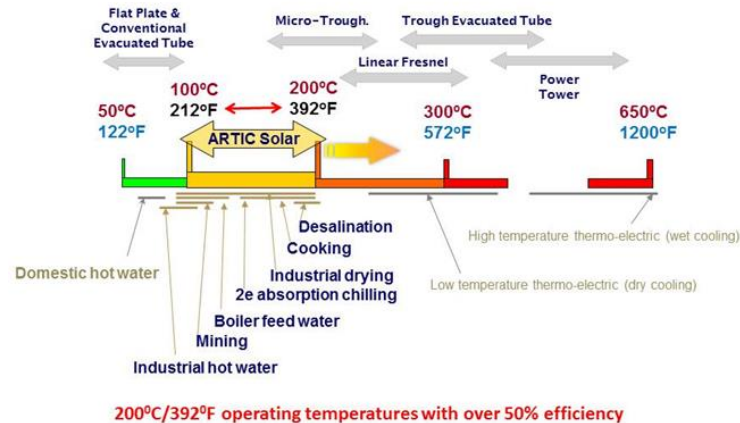 Flat Plate &
Conventional
Evacuated Tube
Micro-Trough.
Trough Evacuated Tube
Linear Fresnel
Power
Tower
50ºC
122ºF
100ºC
212ºF
200ºC
392ºF
300ºC
572ºF
650ºC
1200ºF
ARTIC Solar
Desalination
Cooking
Industrial drying
2e absorption chilling
Boiler feed water
Mining
Industrial hot water
Domestic hot water
High temperature thermo-electric (wet cooling)
Low temperature thermo-electric (dry cooling)
200⁰C/392⁰F operating temperatures with over 50% efficiency